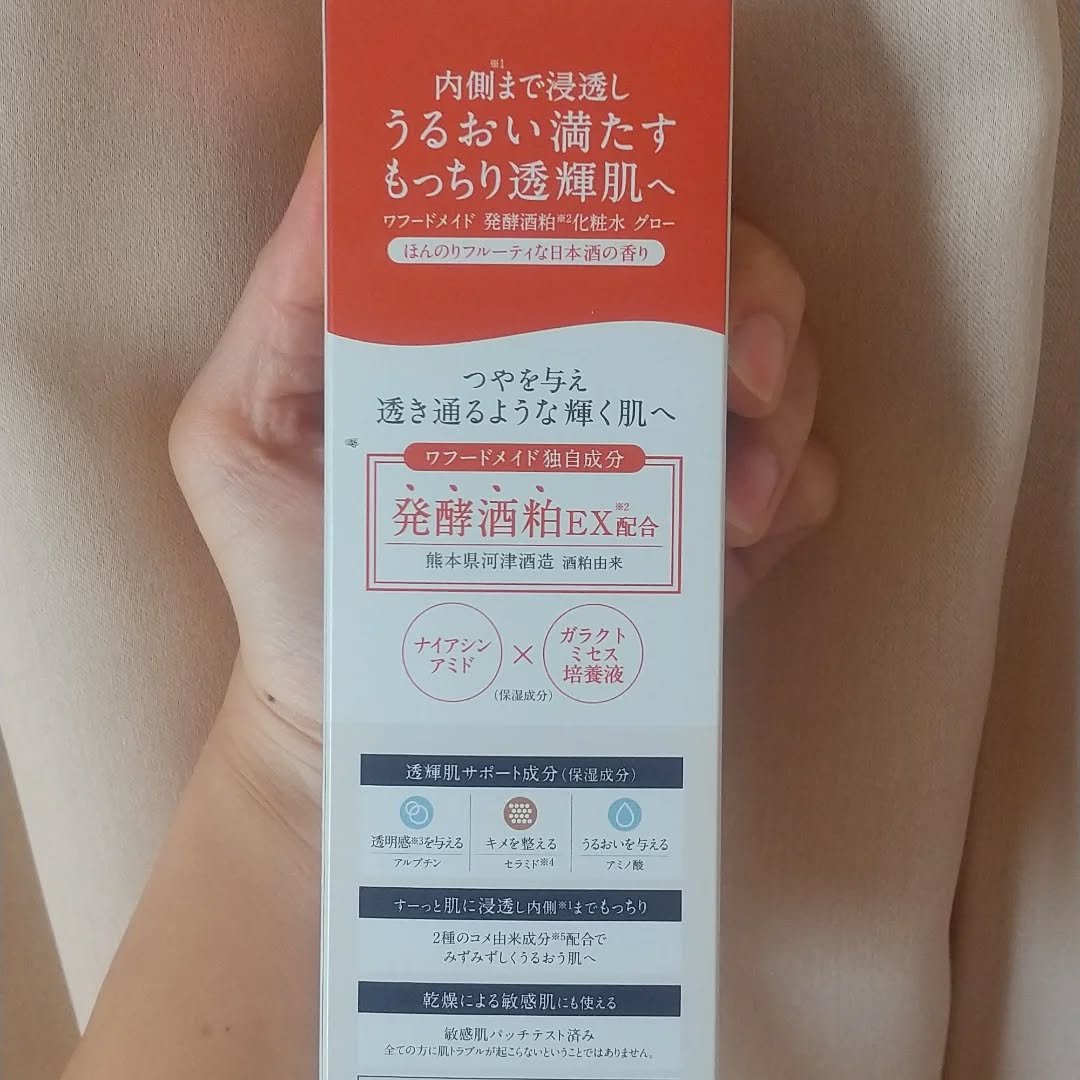 内側※1まで浸透し
うるおい満たす
もっちり透輝肌へ
ワフードメイド 発酵酒粕※2化粧水 グロー
ほんのりフルーティな日本酒の香り
つやを与え
透き通るような輝く肌へ
ワフードメイド独自成分
発酵酒粕EX※2配合
熊本県河津酒造 酒粕由来
ナイアシン
アミド
×
ガラクト
ミセス
培養液
(保湿成分)
透輝肌サポート成分(保湿成分)
透明感※3を与える
アルブチン
キメを整える
セラミド※4
うるおいを与える
アミノ酸
すーっと肌に浸透し内側※1までもっちり
2種のコメ由来成分※5配合で
みずみずしくうるおう肌へ
乾燥による敏感肌にも使える
敏感肌パッチテスト済み
全ての方に肌トラブルが起こらないということではありません。